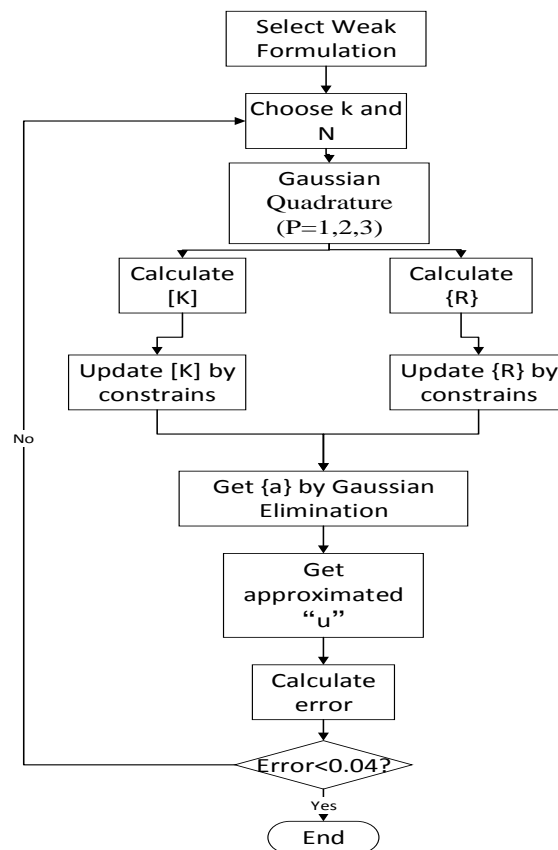 Select Weak
Formulation
Choose k and
N
Gaussian
Quadrature
(P=1,2,3)
Calculate
[K]
Calculate
{R}
Update [K] by
constrains
Update {R} by
constrains
No
Get {a} by Gaussian
Elimination
Get
approximated
“u”
Calculate
error
Error<0.04?
Yes
End